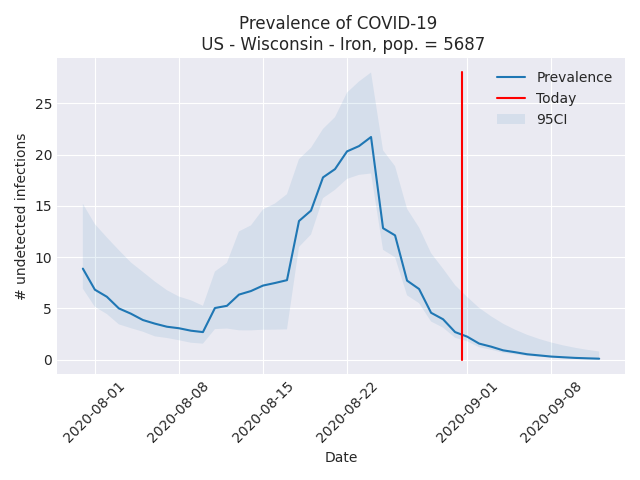 Prevalence of COVID-19
US - Wisconsin - Iron, pop. = 5687
Prevalence
Today
95CI
# undetected infections
25
20
15
10
5
0
2020-08-01
2020-08-08
2020-08-15
2020-08-22
2020-09-01
2020-09-08
Date